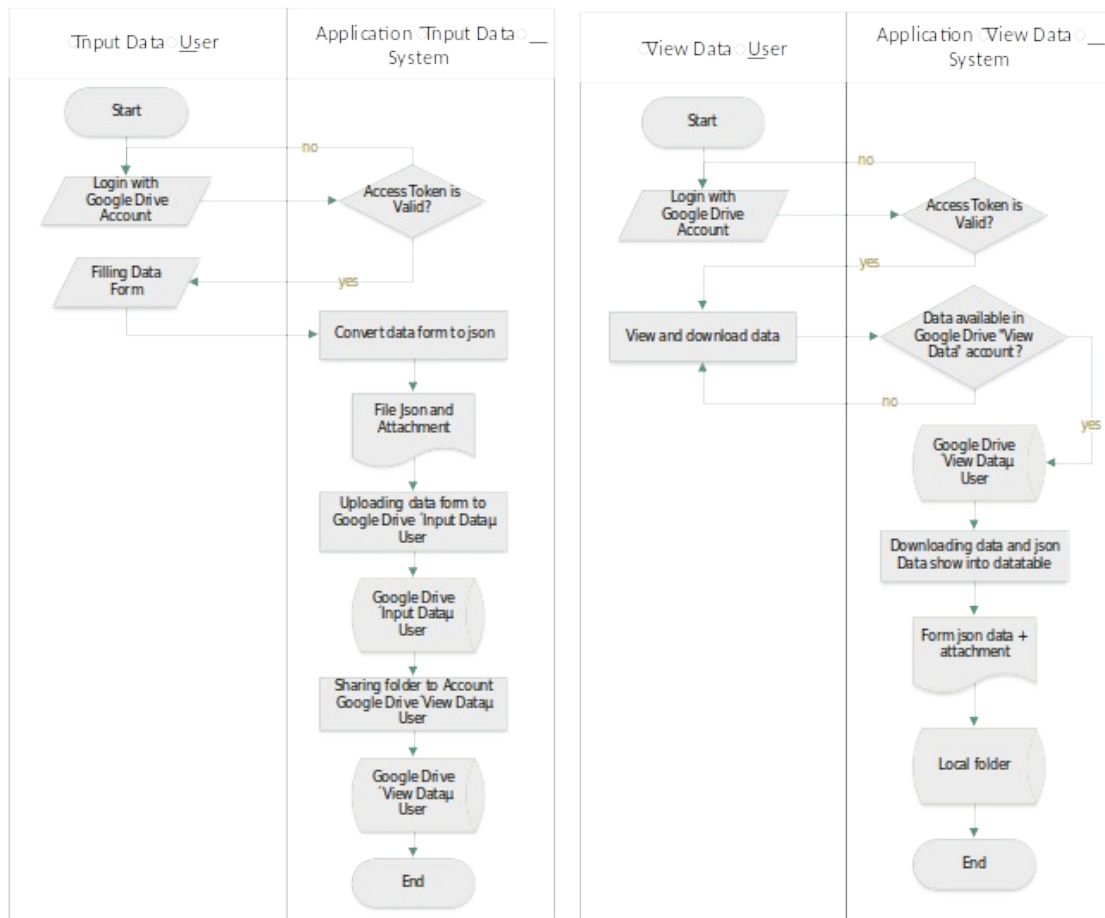 Input Data User
Application Input Data
System
Start
no
Login with
Google Drive
Account
Access Token is
Valid?
Filling Data
Form
yes
Convert data form to json
File Json and
Attachment
Uploading data form to
Google Drive ´Input Dataµ
User
Google Drive
´Input Dataµ
User
Sharing folder to Account
Google Drive ´View Dataµ
User
Google Drive
´View Dataµ
User
End
View Data User
Application View Data
System
Start
no
Login with
Google Drive
Account
Access Token is
Valid?
yes
View and download data
Data available in
Google Drive "View
Data" account?
no
yes
Google Drive
´View Dataµ
User
Downloading data and json
Data show into datatable
Form json data +
attachment
Local folder
End